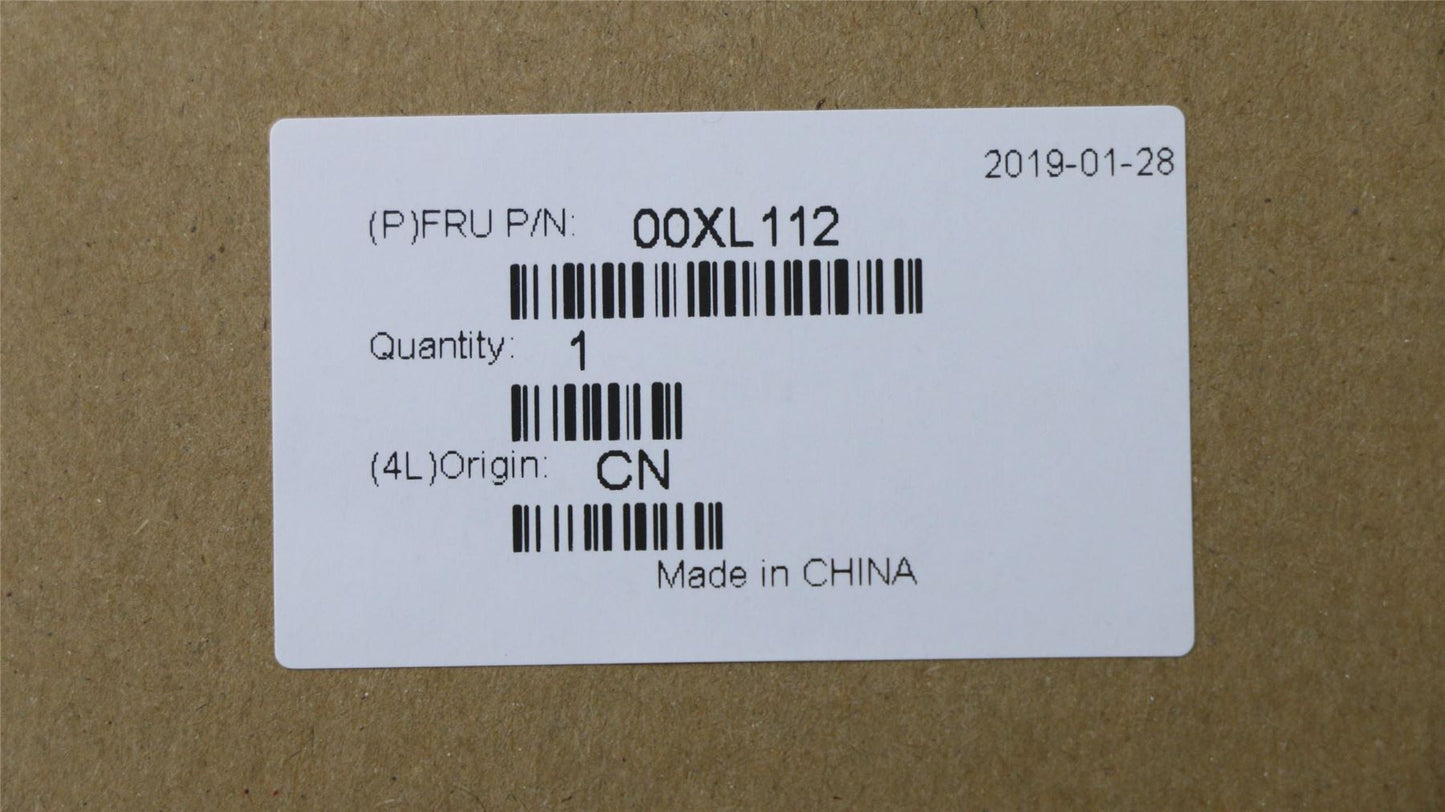 2019-01-28
(P)FRU P/N: 00XL112
Quantity: 1
(4L)Origin: CN
Made in CHINA